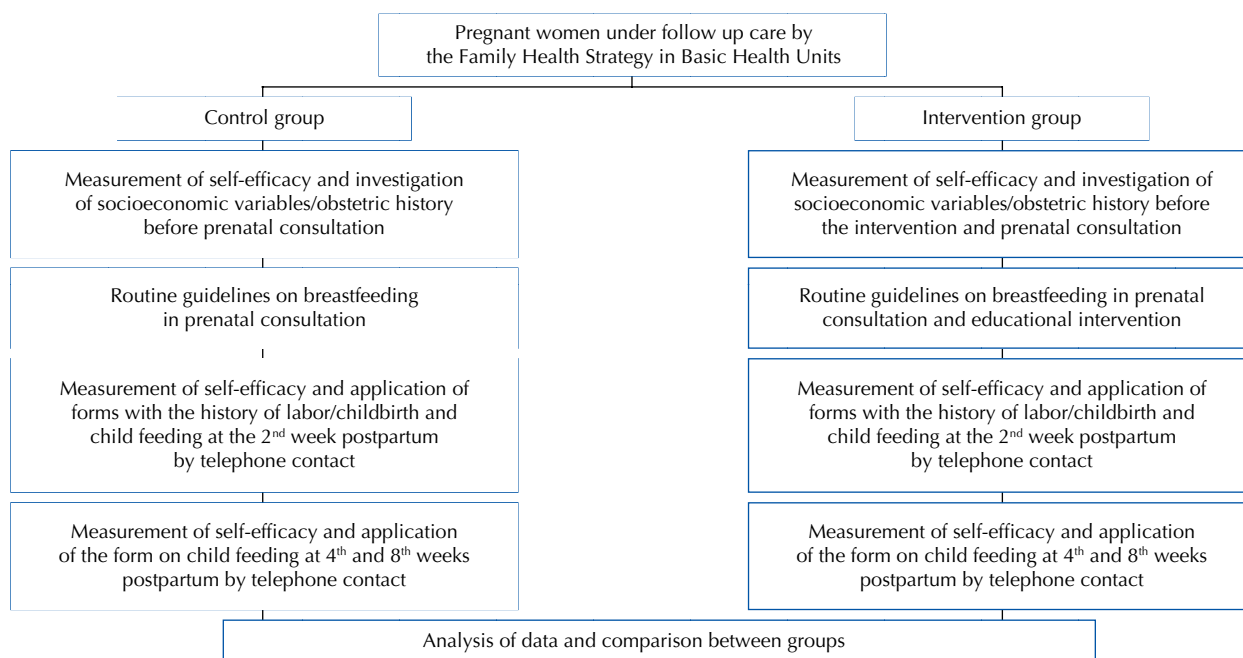 Pregnant women under follow up care by
the Family Health Strategy in Basic Health Units
Control group
Intervention group
Measurement of self-efficacy and investigation
of socioeconomic variables/obstetric history
before prenatal consultation
Measurement of self-efficacy and investigation of
socioeconomic variables/obstetric history before
the intervention and prenatal consultation
Routine guidelines on breastfeeding
in prenatal consultation
Routine guidelines on breastfeeding in prenatal
consultation and educational intervention
Measurement of self-efficacy and application of
forms with the history of labor/childbirth and
child feeding at the 2nd week postpartum
by telephone contact
Measurement of self-efficacy and application of
forms with the history of labor/childbirth and
child feeding at the 2nd week postpartum
by telephone contact
Measurement of self-efficacy and application
of the form on child feeding at 4th and 8th weeks
postpartum by telephone contact
Measurement of self-efficacy and application
of the form on child feeding at 4th and 8th weeks
postpartum by telephone contact
Analysis of data and comparison between groups